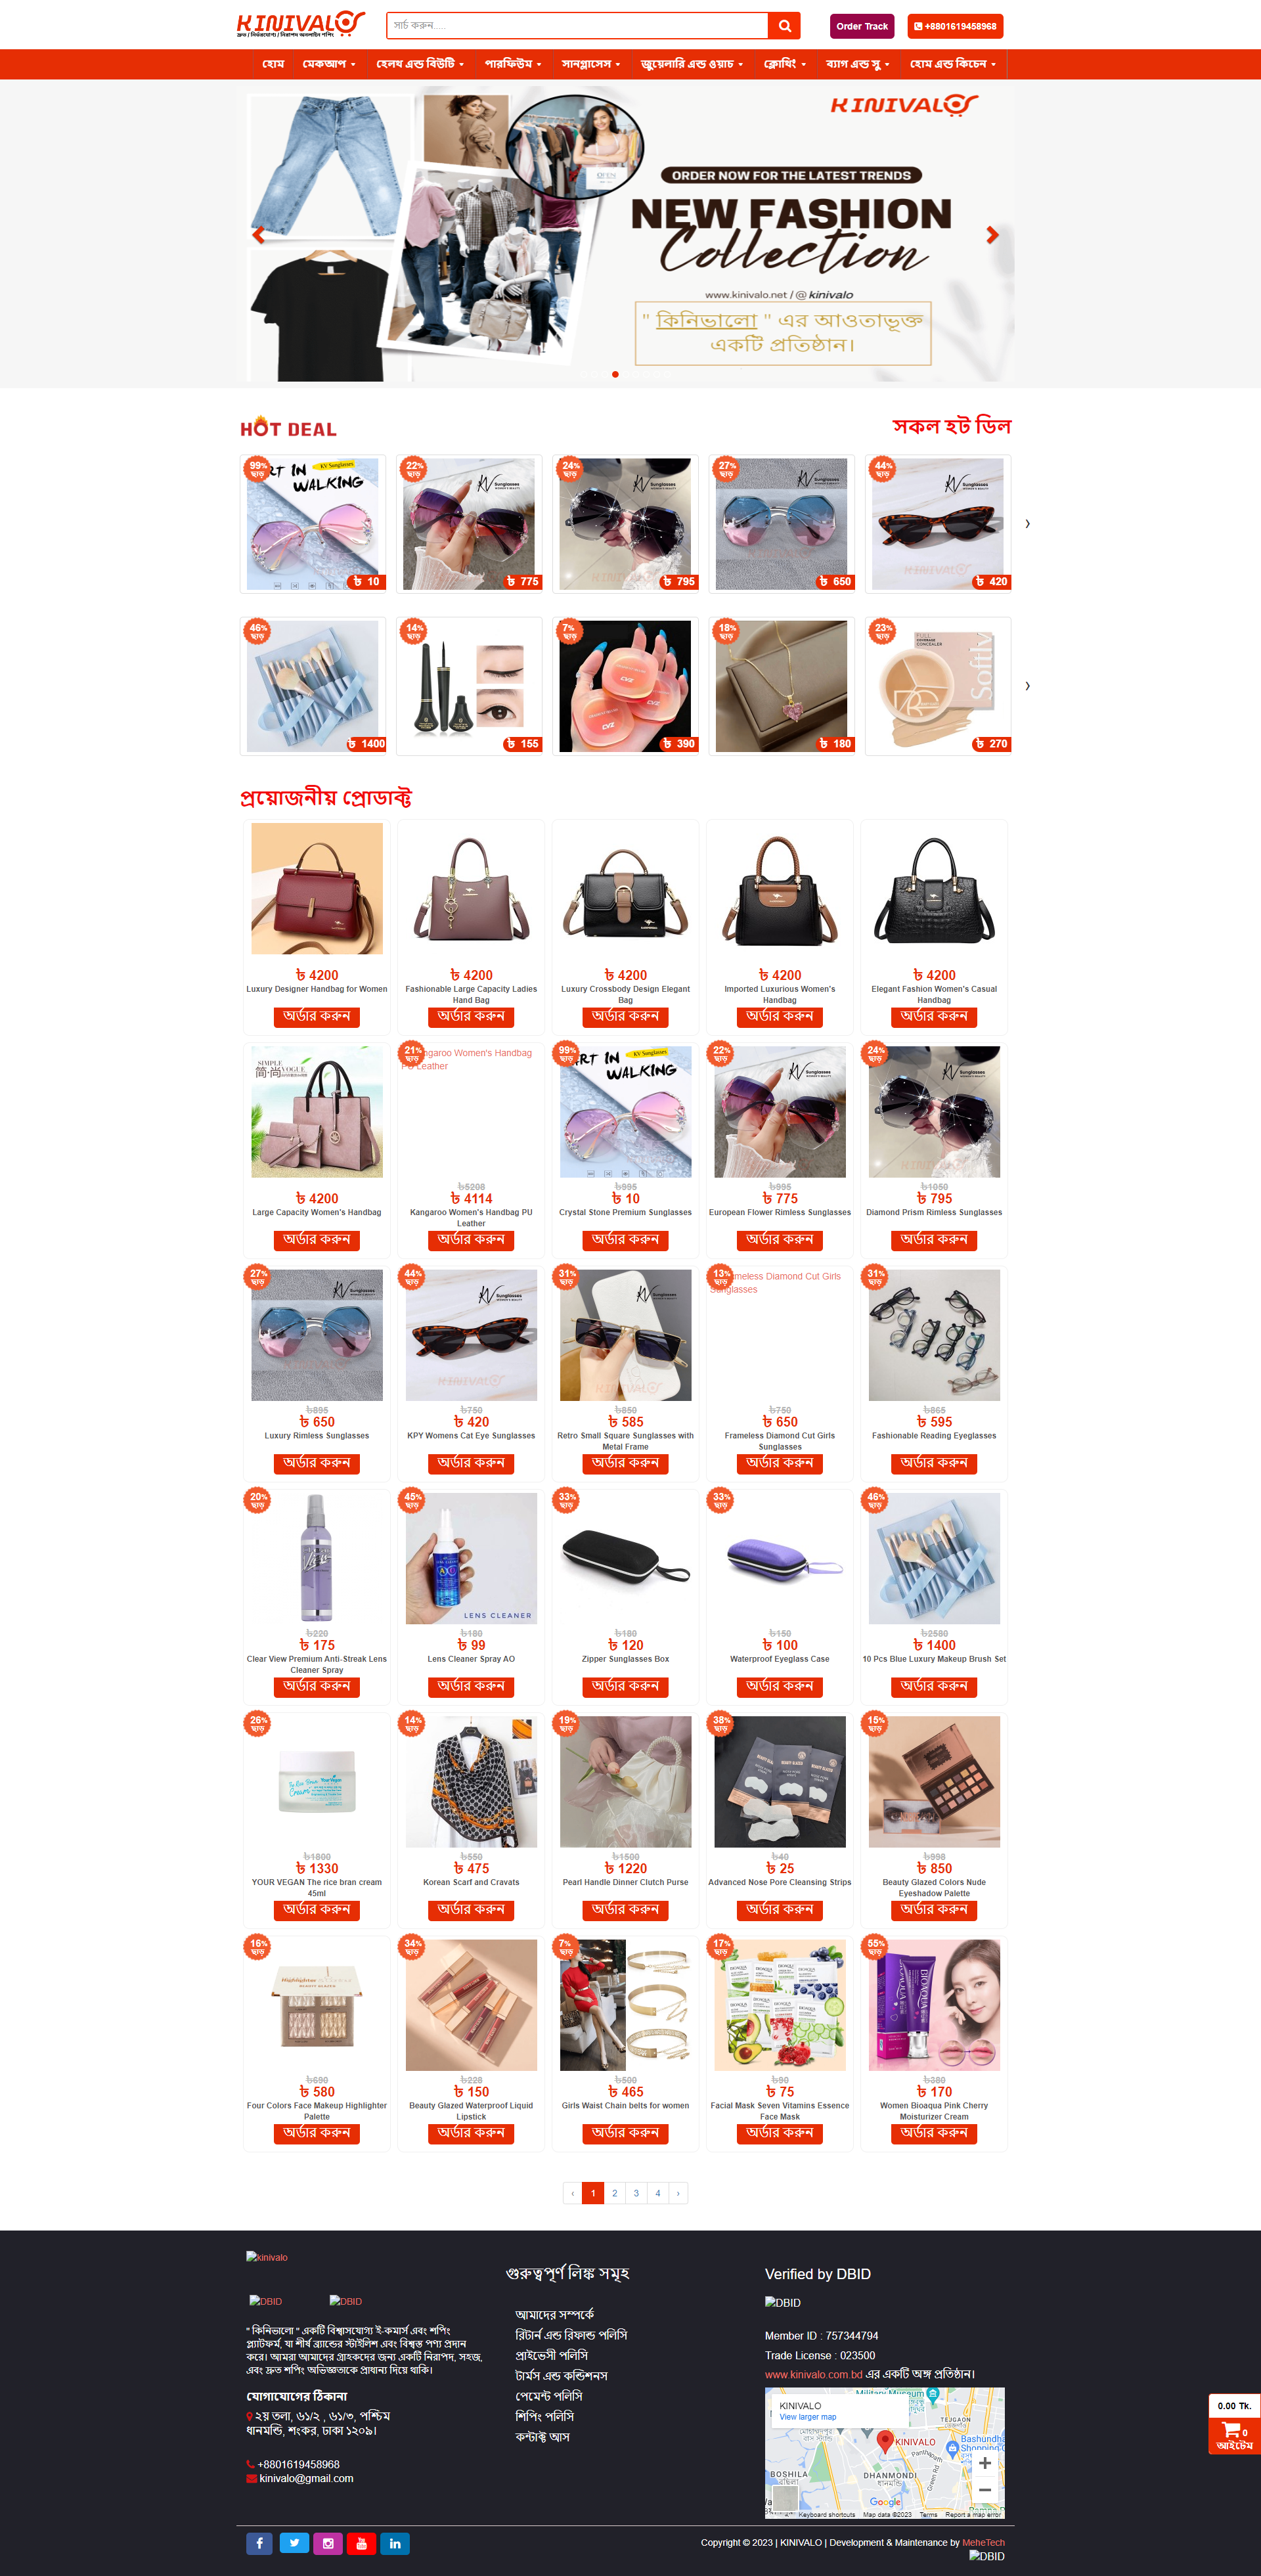 KINIVALO
দ্রুত / নির্ভরযোগ্য / নিরাপদ অনলাইন শপিং
সার্চ করুন.....
Order Track
+8801619458968
হোম
মেকআপ
হেলথ এন্ড বিউটি
পারফিউম
সানগ্লাসেস
জুয়েলারি এন্ড ওয়াচ
ক্লোথিং
ব্যাগ এন্ড সু
হোম এন্ড কিচেন
KINIVALO
ORDER NOW FOR THE LATEST TRENDS
NEW FASHION
Collection
www.kinivalo.net / @ kinivalo
" কিনিভালো " এর আওতাভূক্ত
একটি প্রতিষ্ঠান।
HOT DEAL
সকল হট ডিল
99% ছাড়
৳ 10
22% ছাড়
৳ 775
24% ছাড়
৳ 795
27% ছাড়
৳ 650
44% ছাড়
৳ 420
46% ছাড়
৳ 1400
14% ছাড়
৳ 155
7% ছাড়
৳ 390
18% ছাড়
৳ 180
23% ছাড়
৳ 270
প্রয়োজনীয় প্রোডাক্ট
৳ 4200
Luxury Designer Handbag for Women
অর্ডার করুন
৳ 4200
Fashionable Large Capacity Ladies
Hand Bag
অর্ডার করুন
৳ 4200
Luxury Crossbody Design Elegant
Bag
অর্ডার করুন
৳ 4200
Imported Luxurious Women's
Handbag
অর্ডার করুন
৳ 4200
Elegant Fashion Women's Casual
Handbag
অর্ডার করুন
৳ 4200
Large Capacity Women's Handbag
অর্ডার করুন
21% ছাড়
৳5208
৳ 4114
Kangaroo Women's Handbag PU
Leather
অর্ডার করুন
99% ছাড়
৳995
৳ 10
Crystal Stone Premium Sunglasses
অর্ডার করুন
22% ছাড়
৳995
৳ 775
European Flower Rimless Sunglasses
অর্ডার করুন
24% ছাড়
৳1050
৳ 795
Diamond Prism Rimless Sunglasses
অর্ডার করুন
27% ছাড়
৳895
৳ 650
Luxury Rimless Sunglasses
অর্ডার করুন
44% ছাড়
৳750
৳ 420
KPY Womens Cat Eye Sunglasses
অর্ডার করুন
31% ছাড়
৳850
৳ 585
Retro Small Square Sunglasses with
Metal Frame
অর্ডার করুন
13% ছাড়
৳750
৳ 650
Frameless Diamond Cut Girls
Sunglasses
অর্ডার করুন
31% ছাড়
৳865
৳ 595
Fashionable Reading Eyeglasses
অর্ডার করুন
20% ছাড়
৳220
৳ 175
Clear View Premium Anti-Streak Lens
Cleaner Spray
অর্ডার করুন
45% ছাড়
LENS CLEANER
৳180
৳ 99
Lens Cleaner Spray AO
অর্ডার করুন
33% ছাড়
৳180
৳ 120
Zipper Sunglasses Box
অর্ডার করুন
33% ছাড়
৳150
৳ 100
Waterproof Eyeglass Case
অর্ডার করুন
46% ছাড়
৳2580
৳ 1400
10 Pcs Blue Luxury Makeup Brush Set
অর্ডার করুন
26% ছাড়
৳1800
৳ 1330
YOUR VEGAN The rice bran cream
45ml
অর্ডার করুন
14% ছাড়
৳550
৳ 475
Korean Scarf and Cravats
অর্ডার করুন
19% ছাড়
৳1500
৳ 1220
Pearl Handle Dinner Clutch Purse
অর্ডার করুন
38% ছাড়
৳40
৳ 25
Advanced Nose Pore Cleansing Strips
অর্ডার করুন
15% ছাড়
৳998
৳ 850
Beauty Glazed Colors Nude
Eyeshadow Palette
অর্ডার করুন
16% ছাড়
৳690
৳ 580
Four Colors Face Makeup Highlighter
Palette
অর্ডার করুন
34% ছাড়
৳228
৳ 150
Beauty Glazed Waterproof Liquid
Lipstick
অর্ডার করুন
7% ছাড়
৳500
৳ 465
Girls Waist Chain belts for women
অর্ডার করুন
17% ছাড়
৳90
৳ 75
Facial Mask Seven Vitamins Essence
Face Mask
অর্ডার করুন
55% ছাড়
৳380
৳ 170
Women Bioaqua Pink Cherry
Moisturizer Cream
অর্ডার করুন
‹ 1 2 3 4 ›
kinivalo
DBID
DBID
" কিনিভালো " একটি বিশ্বাসযোগ্য ই-কমার্স এবং শপিং
প্ল্যাটফর্ম, যা শীর্ষ ব্র্যান্ডের স্টাইলিশ এবং বিশ্বস্ত পণ্য প্রদান
করে। আমরা আমাদের গ্রাহকদের জন্য একটি নিরাপদ, সহজ,
এবং দ্রুত শপিং অভিজ্ঞতাকে প্রাধান্য দিয়ে থাকি।
যোগাযোগের ঠিকানা
২য় তলা, ৬১/২ , ৬১/৩, পশ্চিম
ধানমন্ডি, শংকর, ঢাকা ১২০৯।
+8801619458968
kinivalo@gmail.com
গুরুত্বপূর্ণ লিঙ্ক সমূহ
আমাদের সম্পর্কে
রিটার্ন এন্ড রিফান্ড পলিসি
প্রাইভেসী পলিসি
টার্মস এন্ড কন্ডিশনস
পেমেন্ট পলিসি
শিপিং পলিসি
কন্টাক্ট আস
Verified by DBID
DBID
Member ID : 757344794
Trade License : 023500
www.kinivalo.com.bd এর একটি অঙ্গ প্রতিষ্ঠান।
KINIVALO
View larger map
TEJGAON
KINIVALO
Panthapath
Green Rd
BOSHILA
DHANMONDI
ধানমন্ডি
Google
Keyboard shortcuts
Map data ©2023
Terms
Report a map error
0.00 Tk.
0
আইটেম
Copyright © 2023 | KINIVALO | Development & Maintenance by MeheTech
DBID